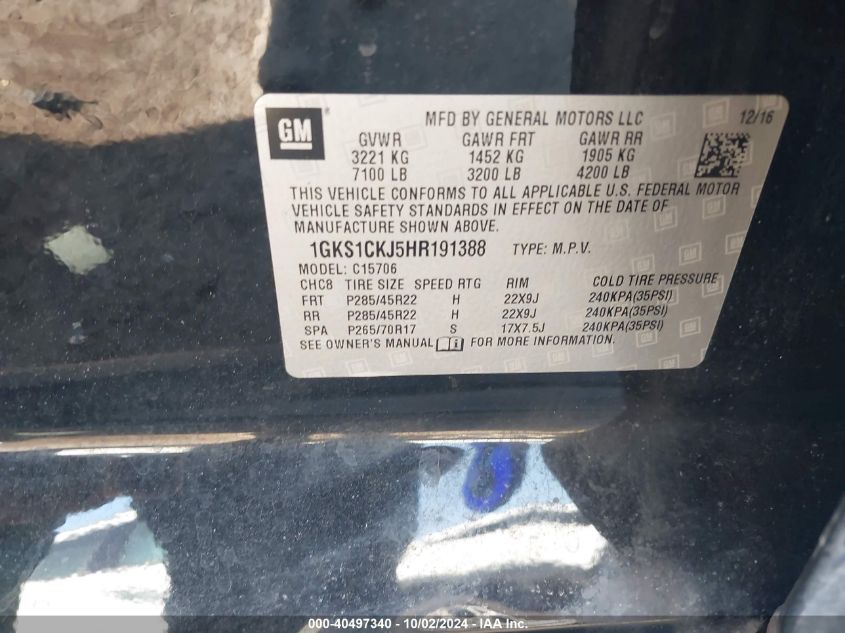 GM
MFD BY GENERAL MOTORS LLC 12/16
GVWR GAWR FRT GAWR RR
3221 KG 1452 KG 1905 KG
7100 LB 3200 LB 4200 LB
THIS VEHICLE CONFORMS TO ALL APPLICABLE U.S. FEDERAL MOTOR
VEHICLE SAFETY STANDARDS IN EFFECT ON THE DATE OF
MANUFACTURE SHOWN ABOVE.
1GKS1CKJ5HR191388 TYPE: M.P.V.
MODEL: C15706
CHC8 TIRE SIZE SPEED RTG RIM COLD TIRE PRESSURE
FRT P285/45R22 H 22X9J 240KPA(35PSI)
RR P285/45R22 H 22X9J 240KPA(35PSI)
SPA P265/70R17 S 17X7.5J 240KPA(35PSI)
SEE OWNER'S MANUAL i FOR MORE INFORMATION.
000-40497340 - 10/02/2024 - IAA Inc.